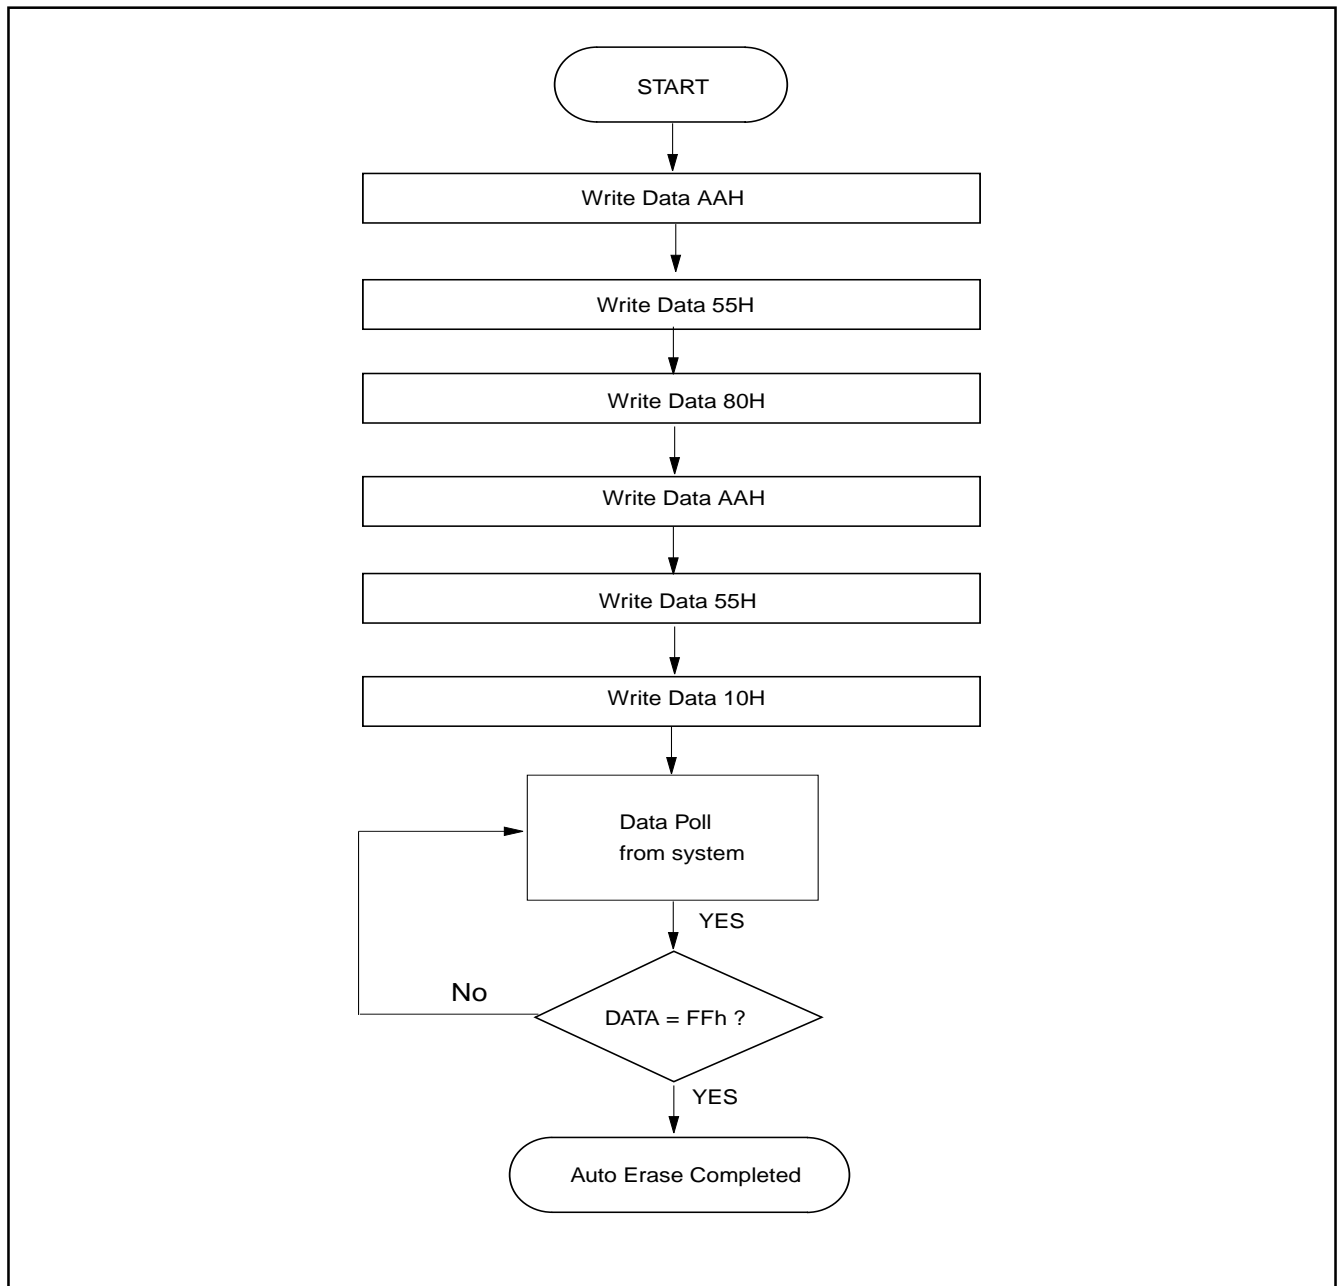 START
Write Data AAH
Write Data 55H
Write Data 80H
Write Data AAH
Write Data 55H
Write Data 10H
Data Poll
from system
YES
No
DATA = FFh ?
YES
Auto Erase Completed